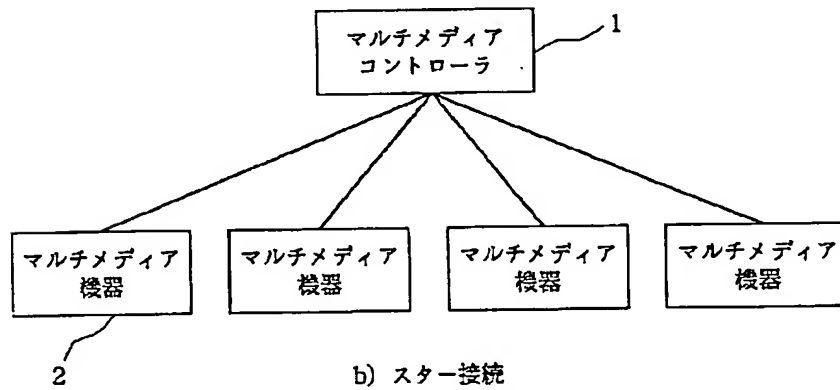 マルチメディア
コントローラ
1
マルチメディア
機器
マルチメディア
機器
マルチメディア
機器
マルチメディア
機器
2
b) スター接続